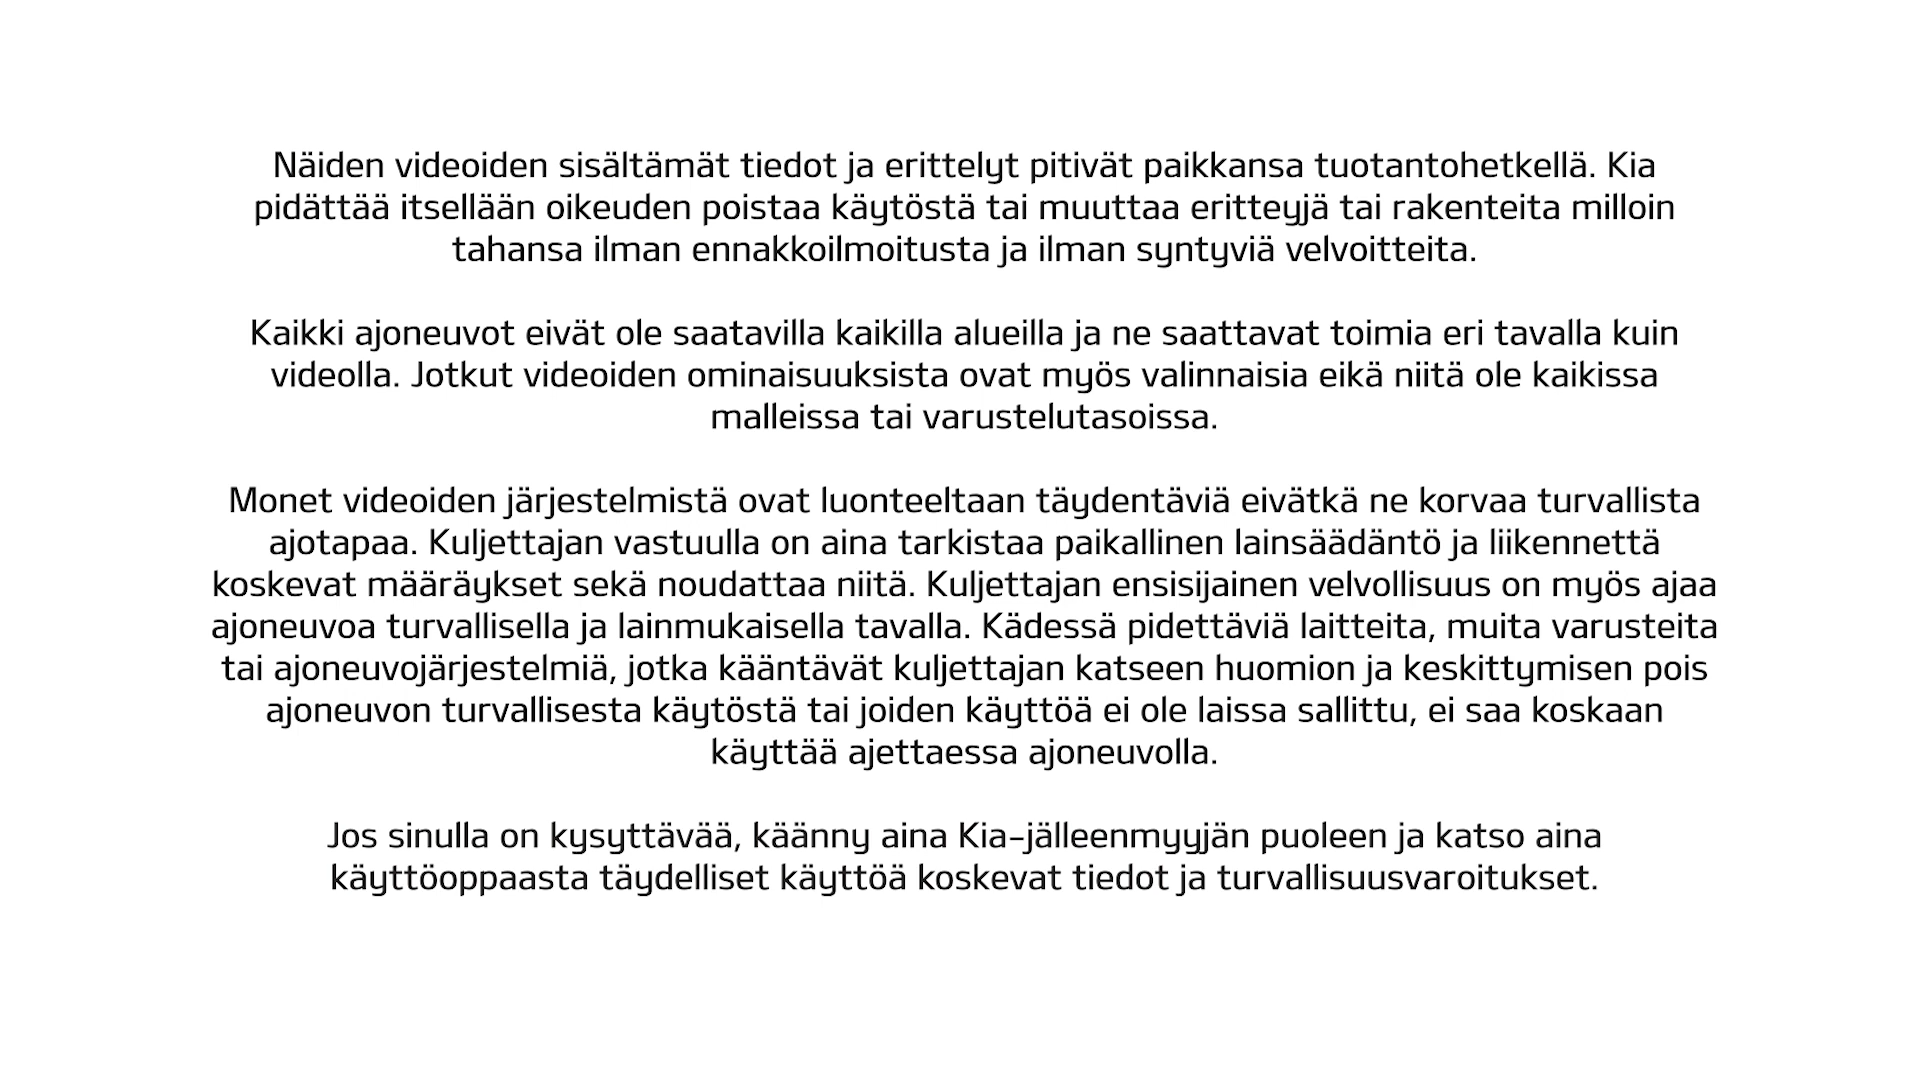 Näiden videoiden sisältämät tiedot ja erittelyt pitivät paikkansa tuotantohetkellä. Kia
pidättää itsellään oikeuden poistaa käytöstä tai muuttaa eritteyjä tai rakenteita milloin
tahansa ilman ennakkoilmoitusta ja ilman syntyviä velvoitteita.
Kaikki ajoneuvot eivät ole saatavilla kaikilla alueilla ja ne saattavat toimia eri tavalla kuin
videolla. Jotkut videoiden ominaisuuksista ovat myös valinnaisia eikä niitä ole kaikissa
malleissa tai varustelutasoissa.
Monet videoiden järjestelmistä ovat luonteeltaan täydentäviä eivätkä ne korvaa turvallista
ajotapaa. Kuljettajan vastuulla on aina tarkistaa paikallinen lainsäädäntö ja liikennettä
koskevat määräykset sekä noudattaa niitä. Kuljettajan ensisijainen velvollisuus on myös ajaa
ajoneuvoa turvallisella ja lainmukaisella tavalla. Kädessä pidettäviä laitteita, muita varusteita
tai ajoneuvojärjestelmiä, jotka kääntävät kuljettajan katseen huomion ja keskittymisen pois
ajoneuvon turvallisesta käytöstä tai joiden käyttöä ei ole laissa sallittu, ei saa koskaan
käyttää ajettaessa ajoneuvolla.
Jos sinulla on kysyttävää, käänny aina Kia-jälleenmyyjän puoleen ja katso aina
käyttöoppaasta täydelliset käyttöä koskevat tiedot ja turvallisuusvaroitukset.